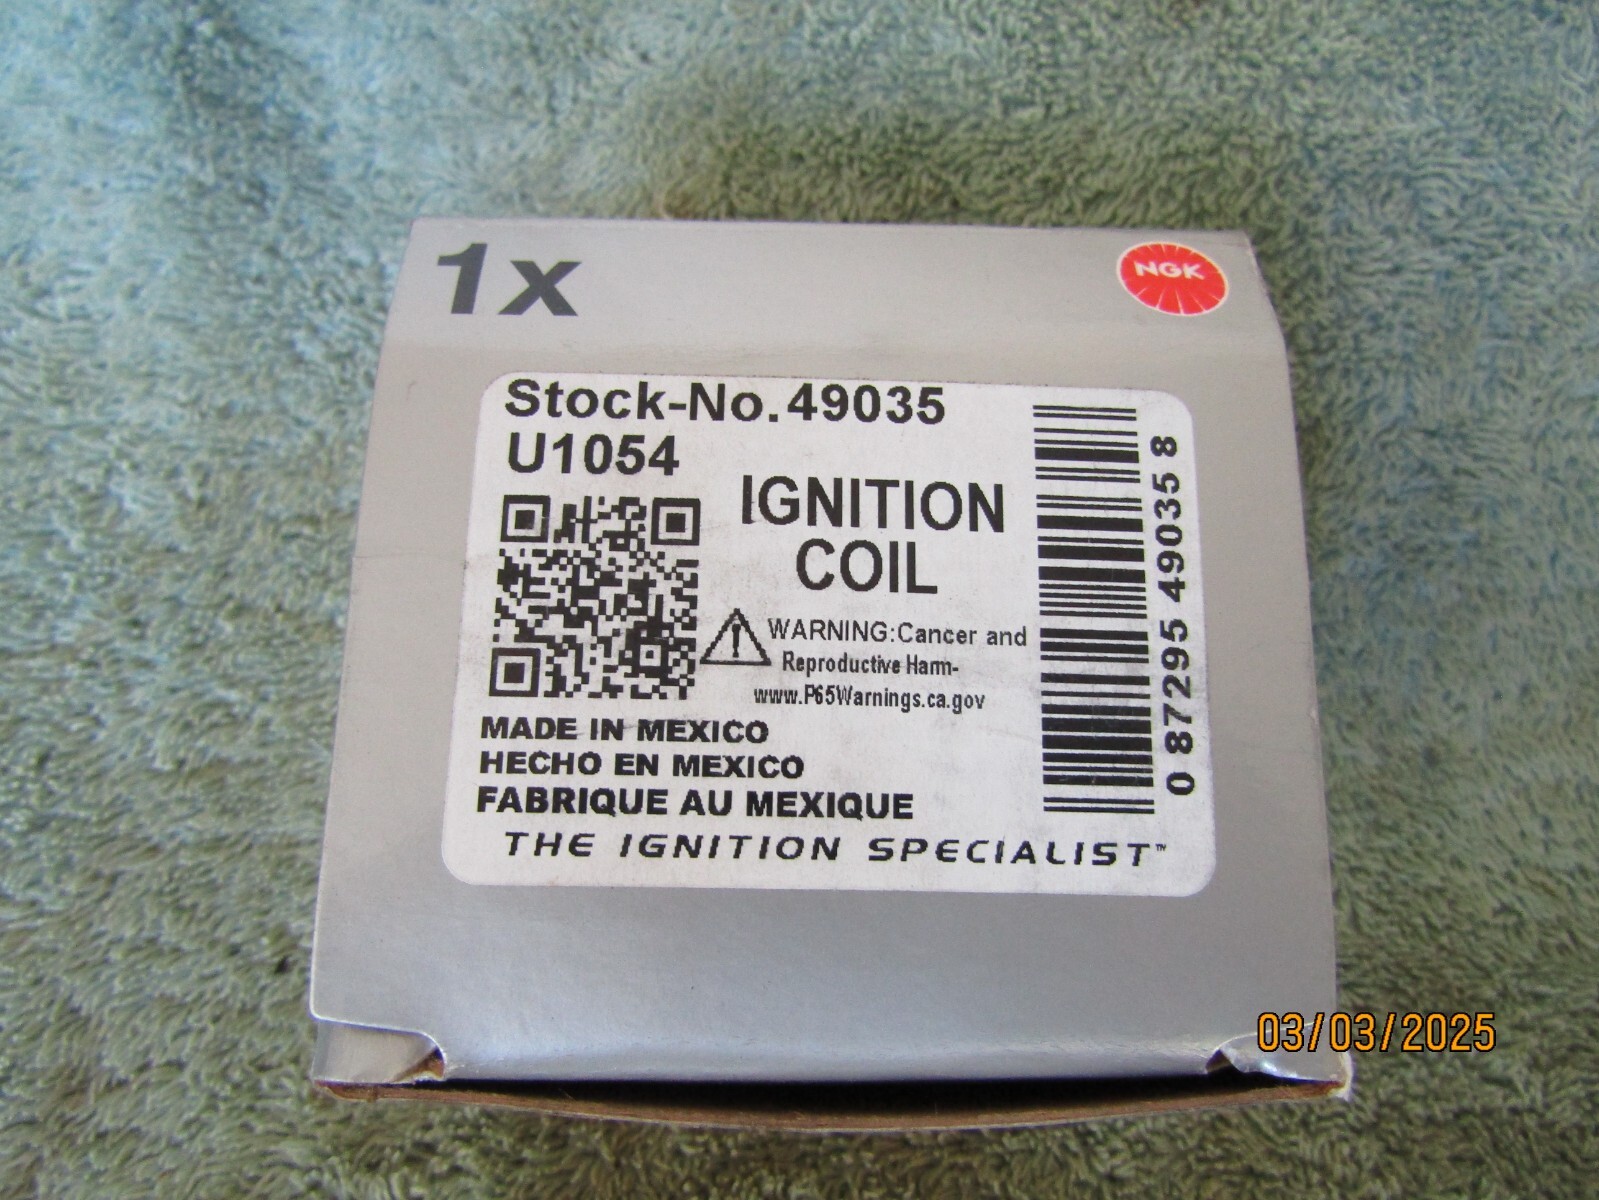 1x
NGK
Stock-No. 49035
U1054
IGNITION
COIL
WARNING:Cancer and
Reproductive Harm-
www.P65Warnings.ca.gov
MADE IN MEXICO
HECHO EN MEXICO
FABRIQUE AU MEXIQUE
THE IGNITION SPECIALIST™
0 87295 49035 8
03/03/2025